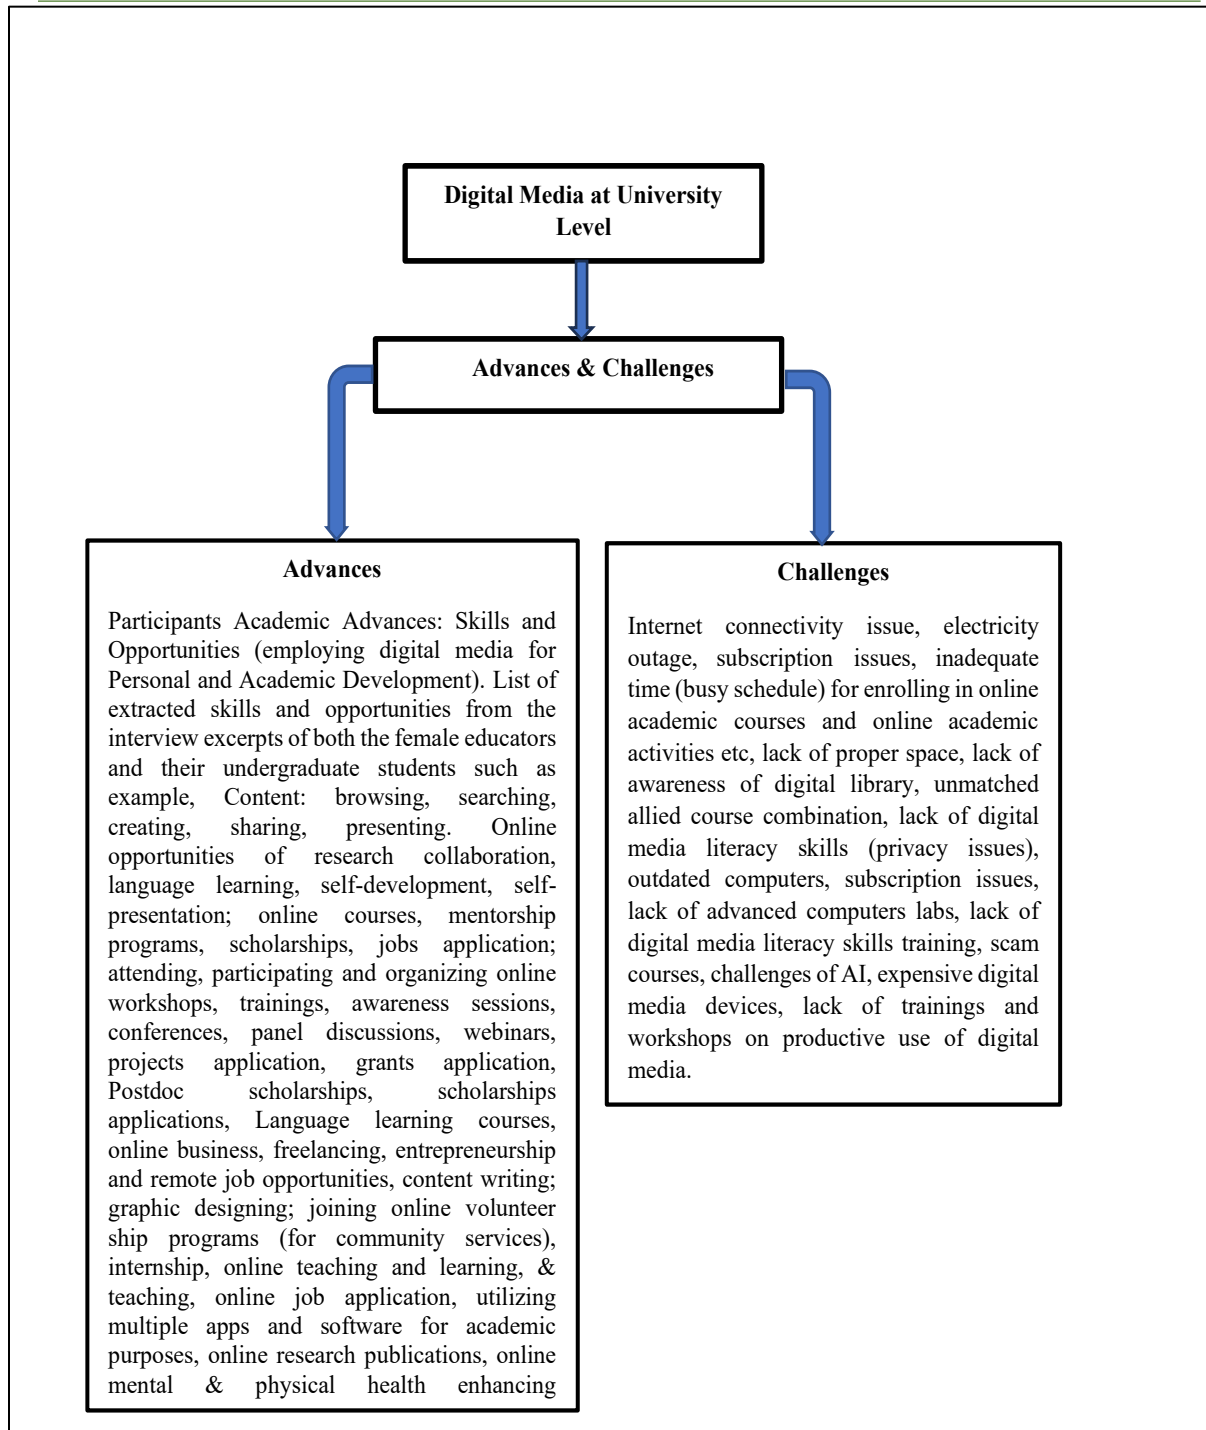 Digital Media at University
Level
Advances & Challenges
Advances
Participants Academic Advances: Skills and
Opportunities (employing digital media for
Personal and Academic Development). List of
extracted skills and opportunities from the
interview excerpts of both the female educators
and their undergraduate students such as
example, Content: browsing, searching,
creating, sharing, presenting. Online
opportunities of research collaboration,
language learning, self-development, self-
presentation; online courses, mentorship
programs, scholarships, jobs application;
attending, participating and organizing online
workshops, trainings, awareness sessions,
conferences, panel discussions, webinars,
projects application, grants application,
Postdoc scholarships, scholarships
applications, Language learning courses,
online business, freelancing, entrepreneurship
and remote job opportunities, content writing;
graphic designing; joining online volunteer
ship programs (for community services),
internship, online teaching and learning, &
teaching, online job application, utilizing
multiple apps and software for academic
purposes, online research publications, online
mental & physical health enhancing
Challenges
Internet connectivity issue, electricity
outage, subscription issues, inadequate
time (busy schedule) for enrolling in online
academic courses and online academic
activities etc, lack of proper space, lack of
awareness of digital library, unmatched
allied course combination, lack of digital
media literacy skills (privacy issues),
outdated computers, subscription issues,
lack of advanced computers labs, lack of
digital media literacy skills training, scam
courses, challenges of AI, expensive digital
media devices, lack of trainings and
workshops on productive use of digital
media.